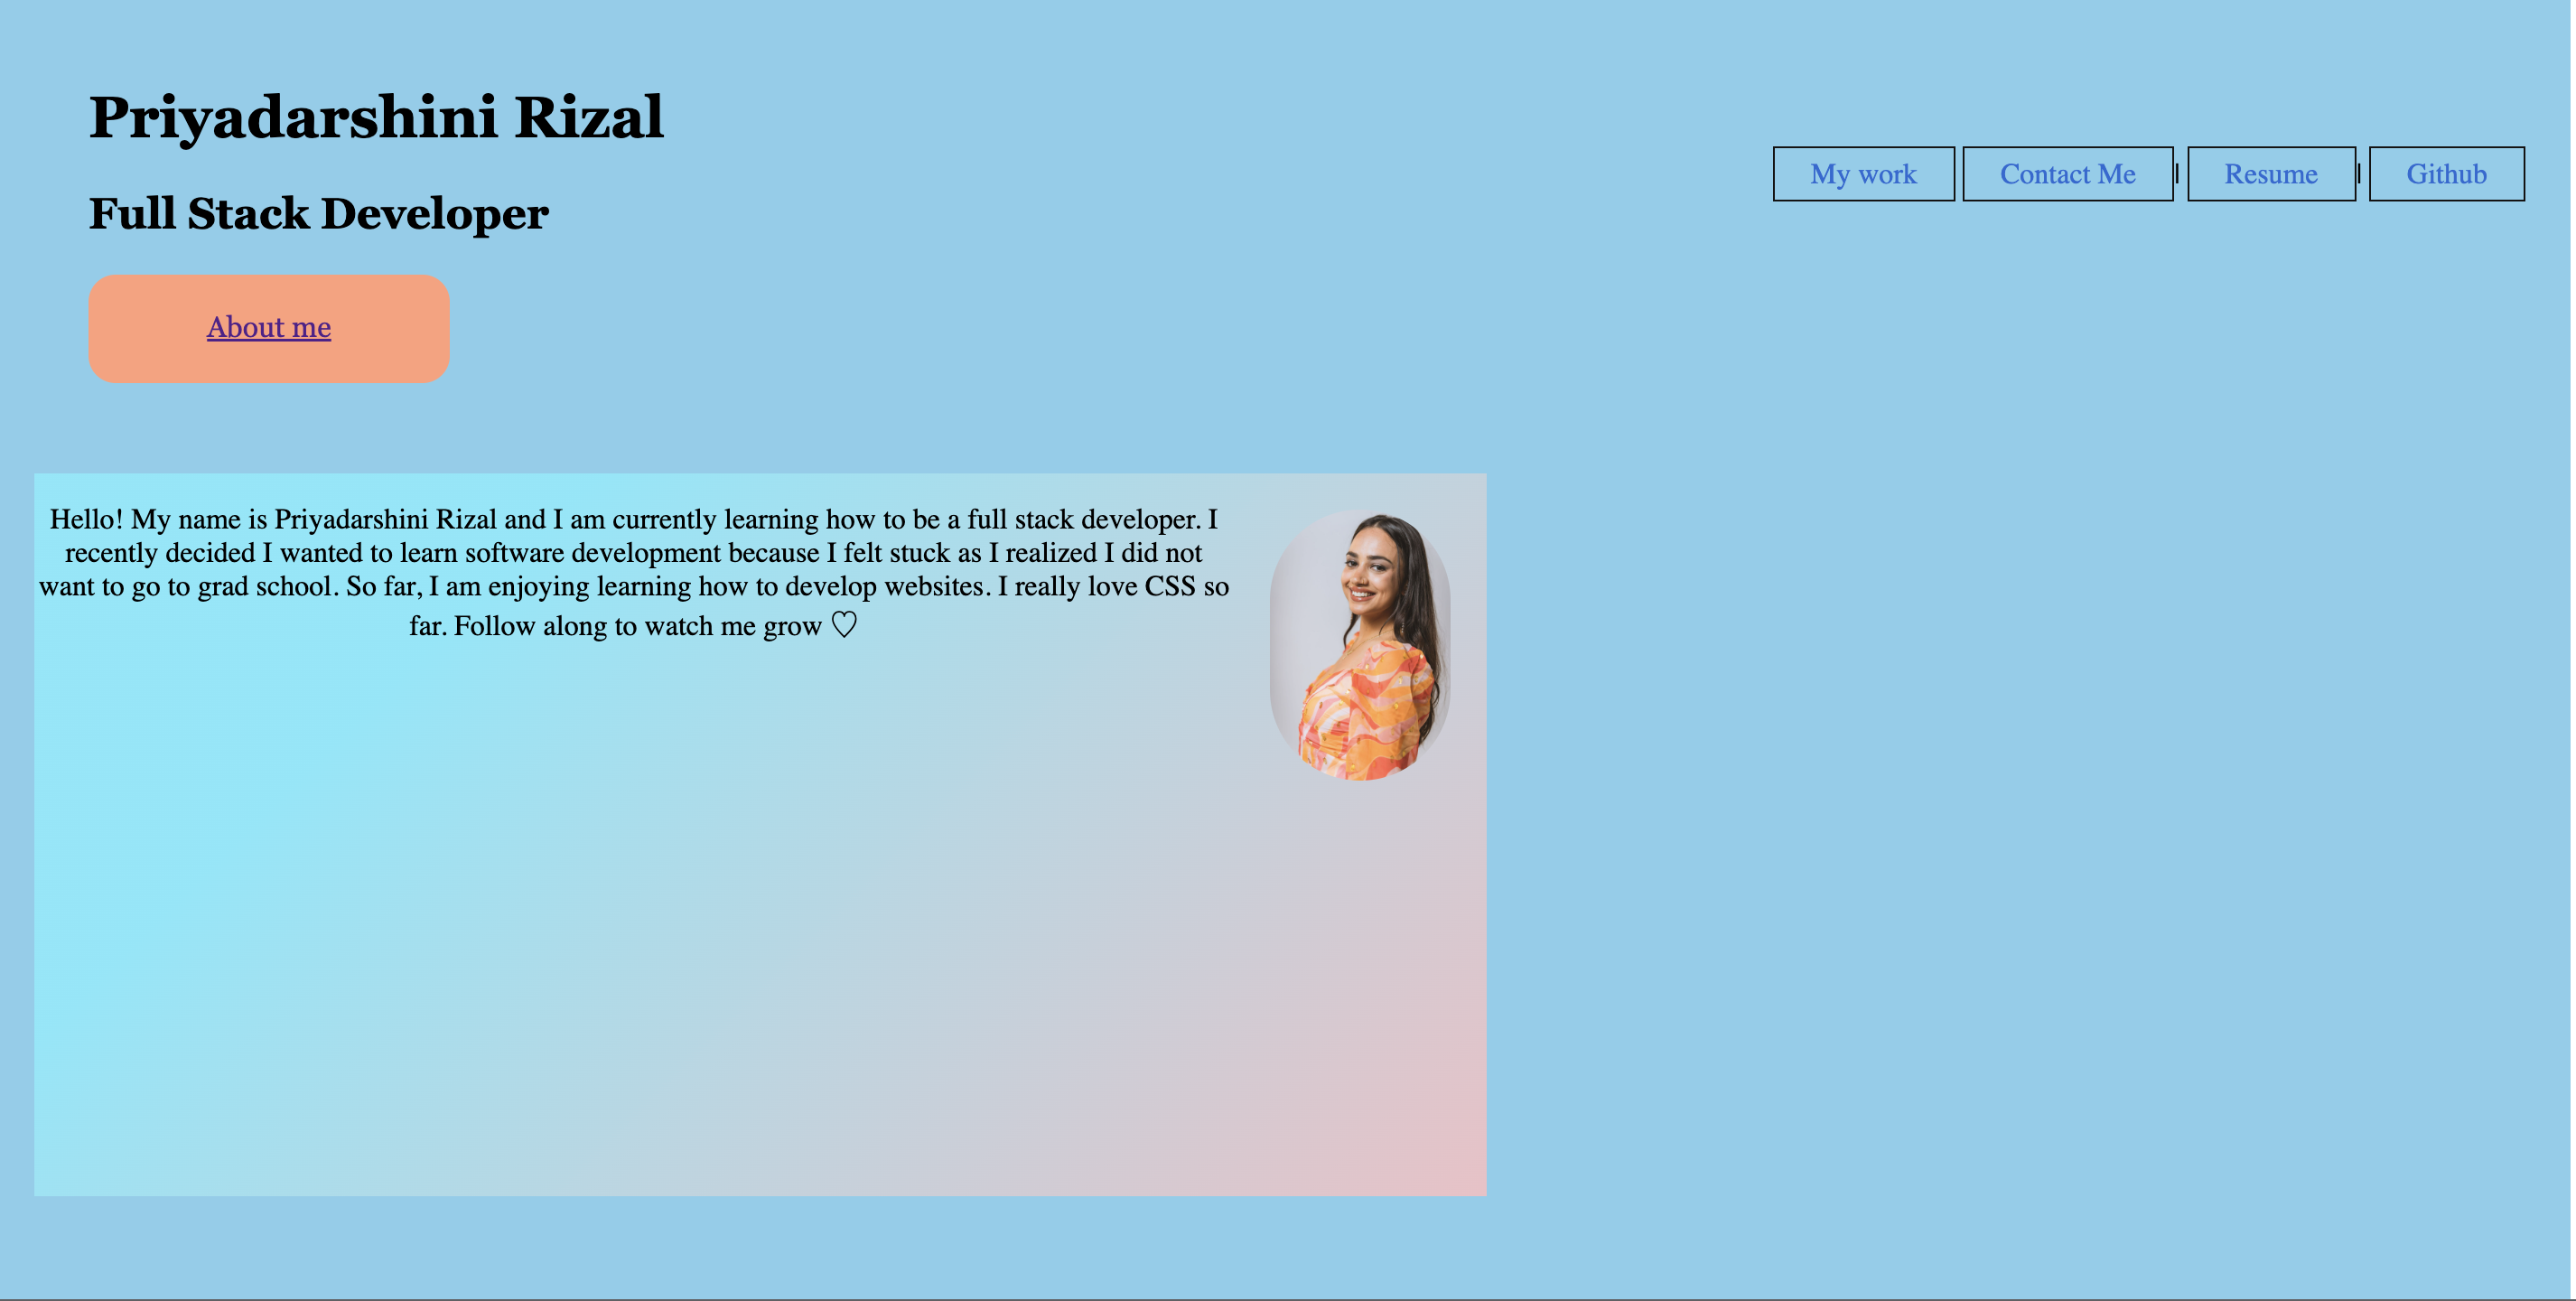 Priyadarshini Rizal
My work
Contact Me |
Resume |
Github
Full Stack Developer
About me
Hello! My name is Priyadarshini Rizal and I am currently learning how to be a full stack developer. I
recently decided I wanted to learn software development because I felt stuck as I realized I did not
want to go to grad school. So far, I am enjoying learning how to develop websites. I really love CSS so
far. Follow along to watch me grow ♡